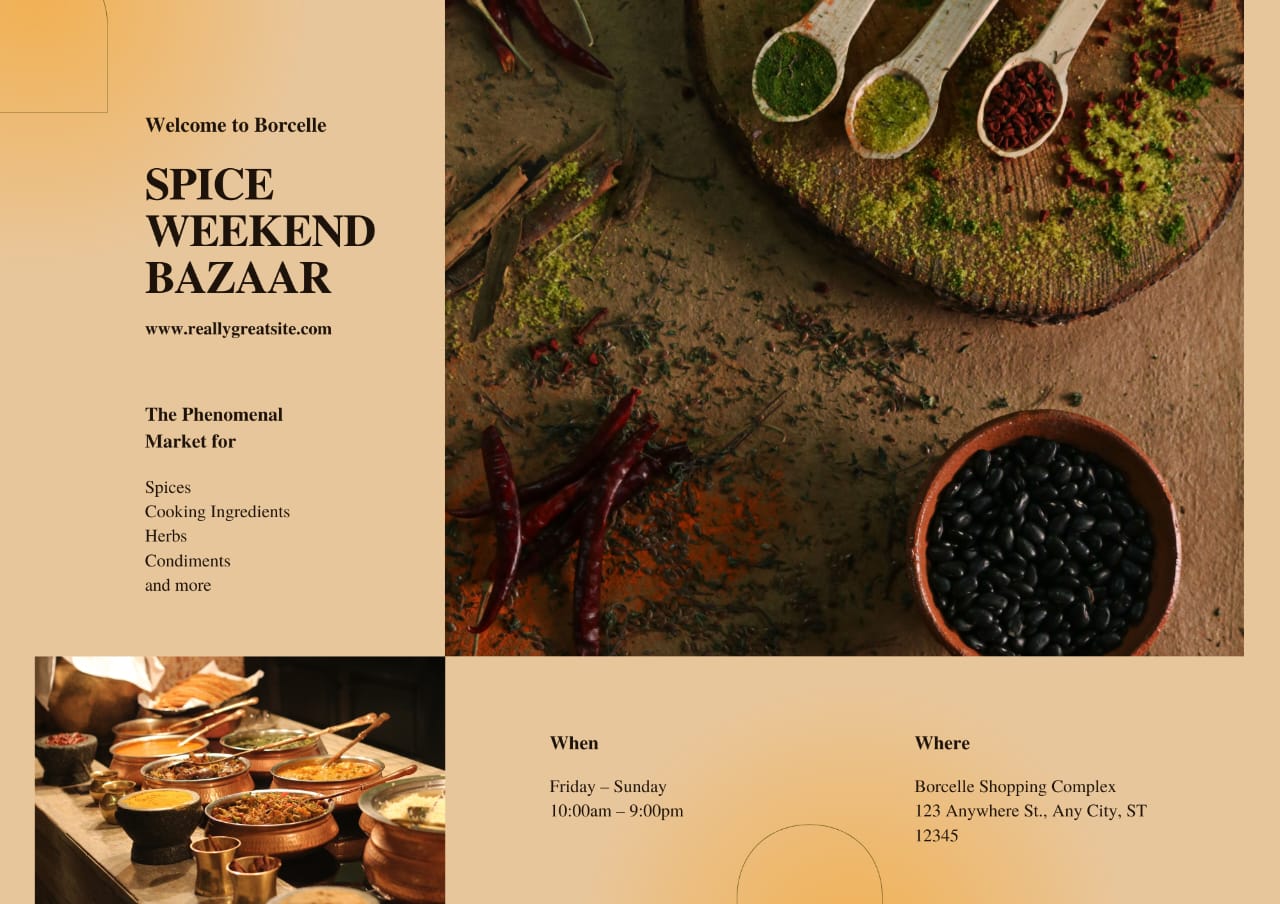 Welcome to Borcelle
SPICE
WEEKEND
BAZAAR
www.reallygreatsite.com
The Phenomenal
Market for
Spices
Cooking Ingredients
Herbs
Condiments
and more
When
Friday – Sunday
10:00am – 9:00pm
Where
Borcelle Shopping Complex
123 Anywhere St., Any City, ST
12345